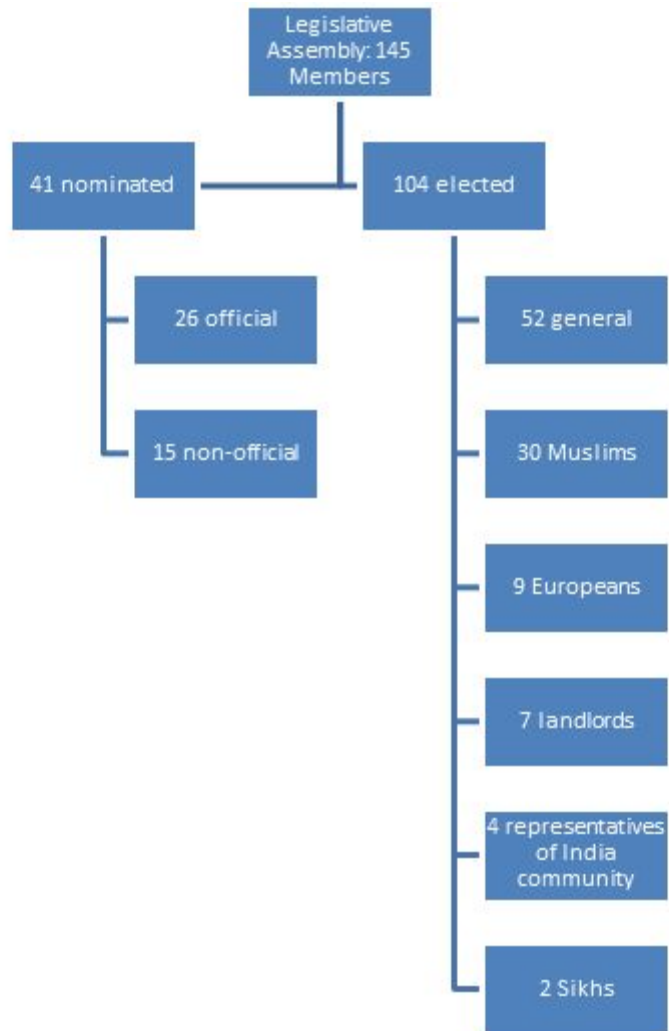 Legislative
Assembly: 145
Members
41 nominated
104 elected
26 official
52 general
15 non-official
30 Muslims
9 Europeans
7 landlords
4 representatives
of India
community
2 Sikhs